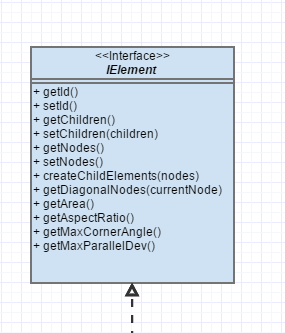 <<Interface>>
IElement
+ getId()
+ setId()
+ getChildren()
+ setChildren(children)
+ getNodes()
+ setNodes()
+ createChildElements(nodes)
+ getDiagonalNodes(currentNode)
+ getArea()
+ getAspectRatio()
+ getMaxCornerAngle()
+ getMaxParallelDev()